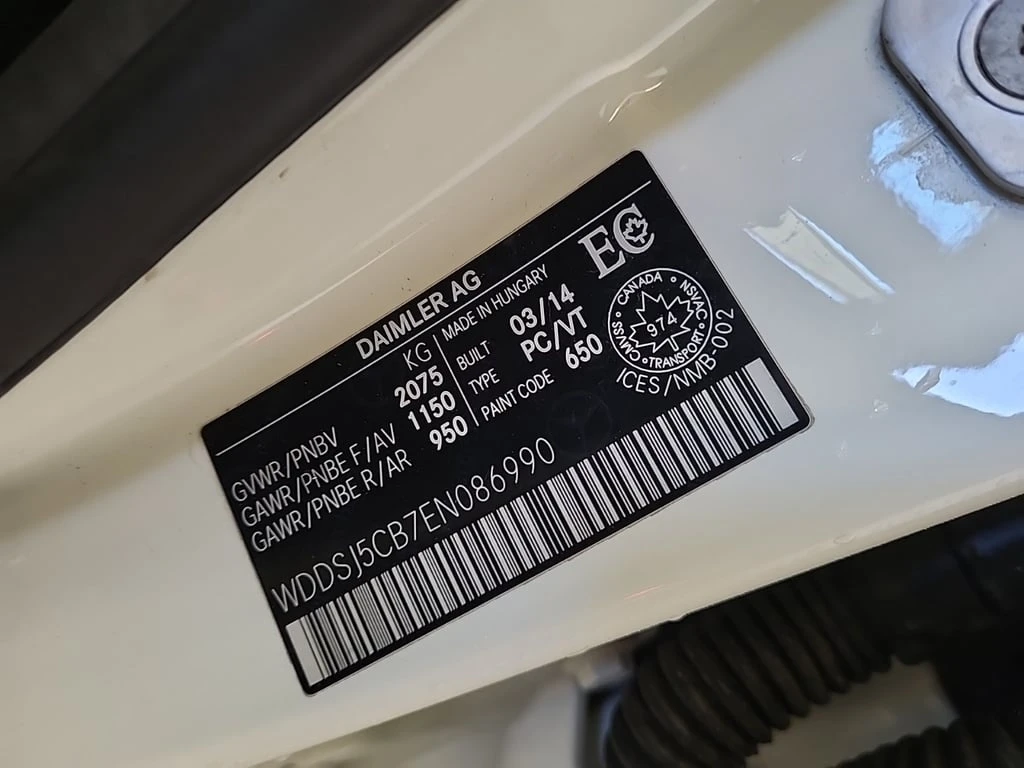 DAIMLER AG
MADE IN HUNGARY
EC
KG
GVWR/PNBV 2075
GAWR/PNBE F/AV 1150
GAWR/PNBE R/AR 950
BUILT 03/14
TYPE PC/VT
PAINT CODE 650
CANADA
NSVAC
TRANSPORT
CMVSS
974
ICES/NMB-002
WDDSJ5CB7EN086990